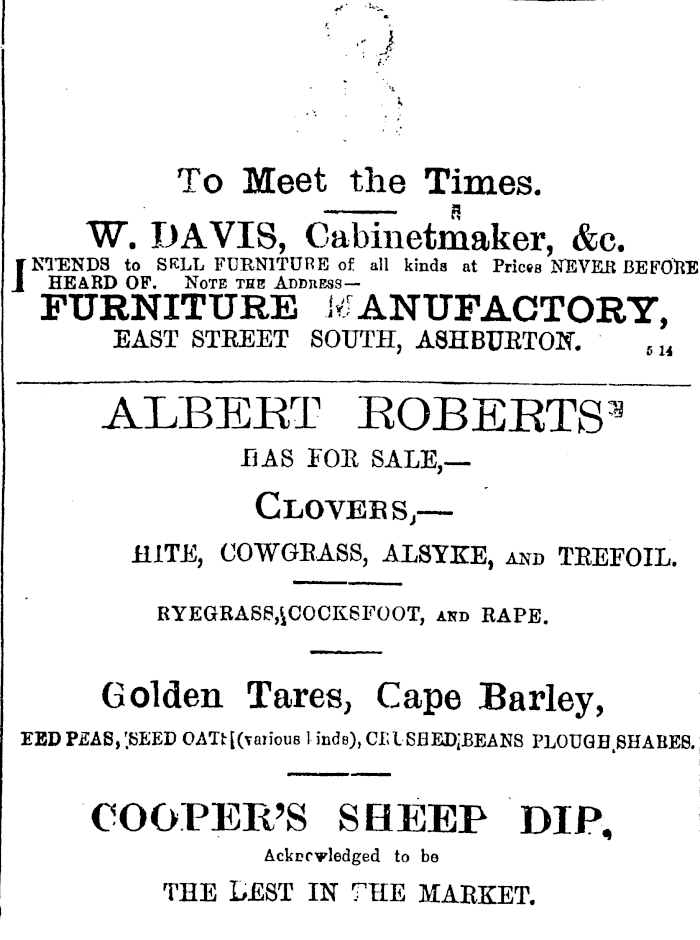 To Meet the Times.
W. DAVIS, Cabinetmaker, &c.
INTENDS to SELL FURNITURE of all kinds at Prices NEVER BEFORE
HEARD OF. NOTE THE ADDRESS—
FURNITURE MANUFACTORY,
EAST STREET SOUTH, ASHBURTON. 5 14
ALBERT ROBERTS
HAS FOR SALE,—
CLOVERS,—
HITE, COWGRASS, ALSYKE, AND TREFOIL.
RYEGRASS, COCKSFOOT, AND RAPE.
Golden Tares, Cape Barley,
EED PEAS, SEED OATS (various kinds), CRUSHED BEANS PLOUGH SHARES.
COOPER'S SHEEP DIP,
Acknowledged to be
THE BEST IN THE MARKET.